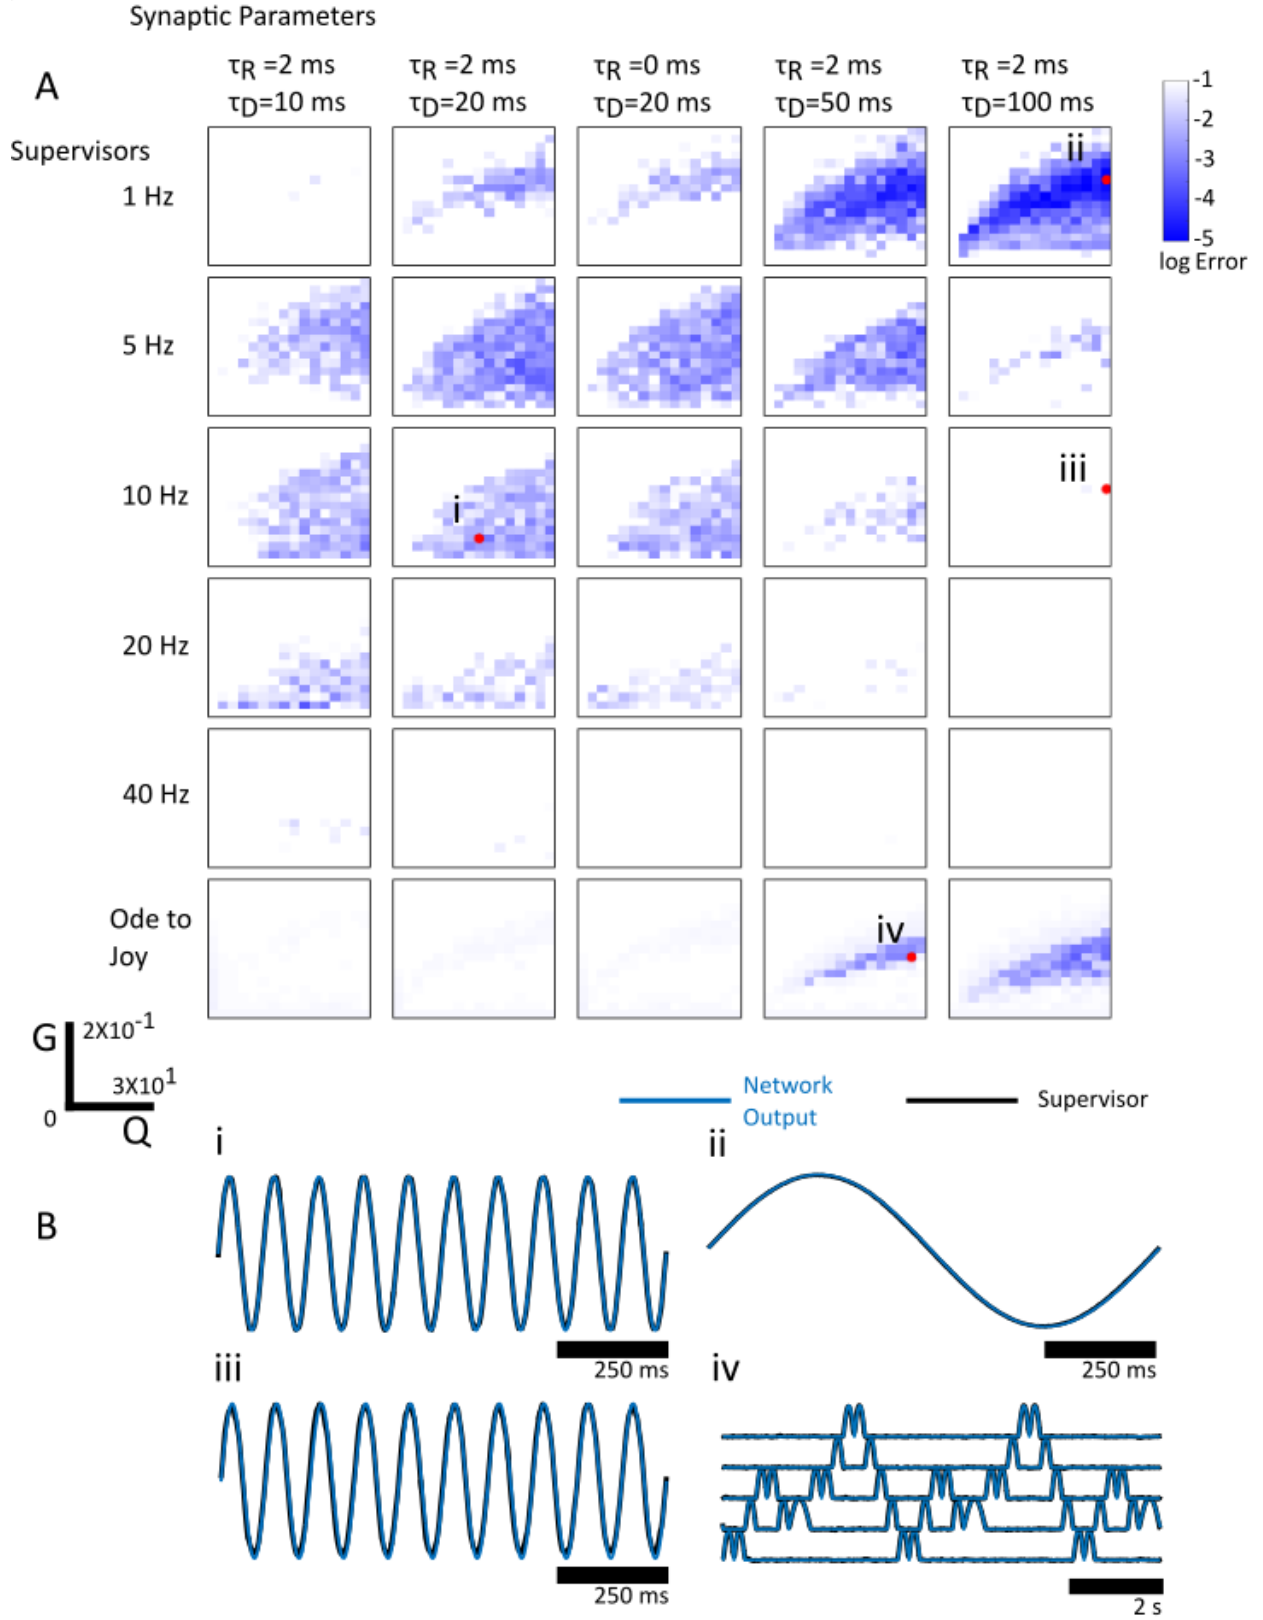 Synaptic Parameters
A
τR =2 ms τR =2 ms τR =0 ms τR =2 ms τR =2 ms
τD=10 ms τD=20 ms τD=20 ms τD=50 ms τD=100 ms
Supervisors
1 Hz
ii
-1
-2
-3
-4
-5
log Error
5 Hz
10 Hz
i
iii
20 Hz
40 Hz
Ode to
Joy
iv
G
2X10-1
3X101
0
Q
Network
Output
Supervisor
B
i
250 ms
ii
250 ms
iii
250 ms
iv
2 s